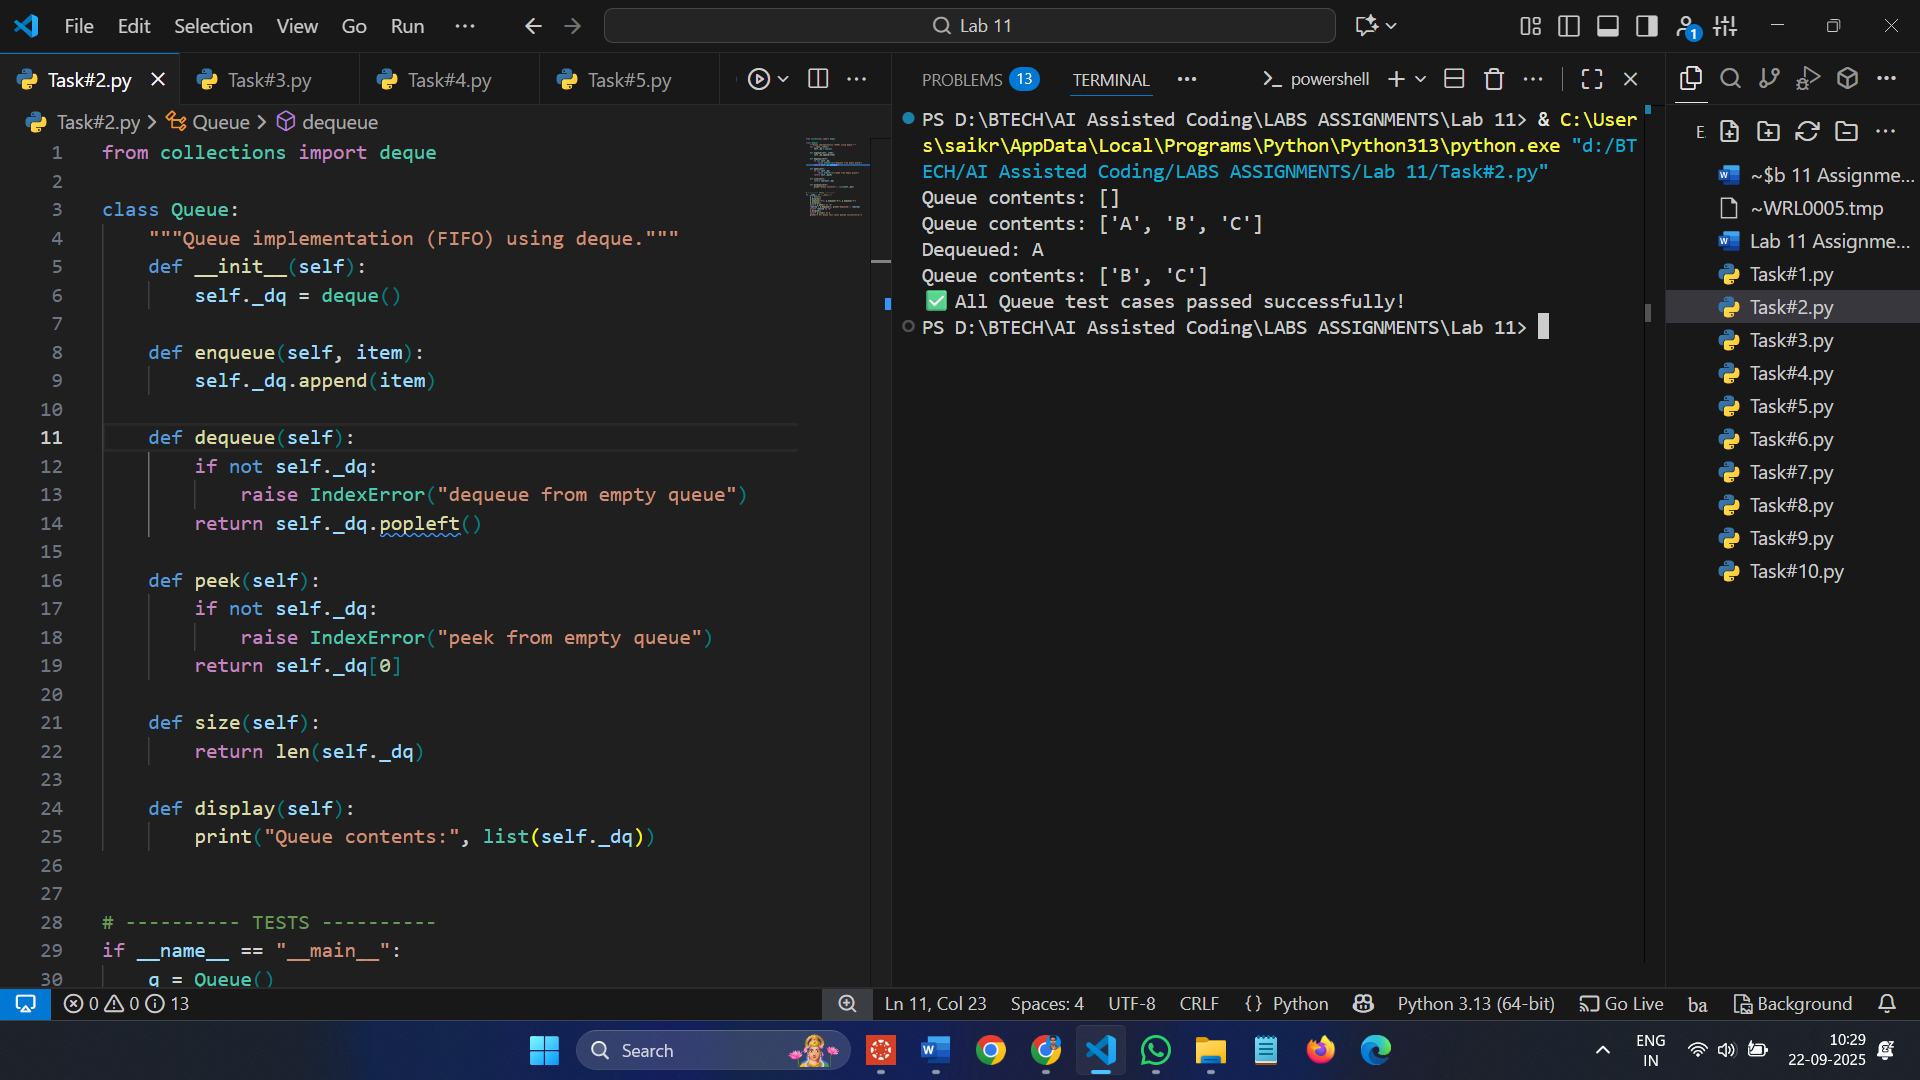 File Edit Selection View Go Run ··· Lab 11
Task#2.py Task#3.py Task#4.py Task#5.py
Task#2.py > Queue > dequeue
1 from collections import deque
2
3 class Queue:
4 """Queue implementation (FIFO) using deque."""
5 def __init__(self):
6 self._dq = deque()
7
8 def enqueue(self, item):
9 self._dq.append(item)
10
11 def dequeue(self):
12 if not self._dq:
13 raise IndexError("dequeue from empty queue")
14 return self._dq.popleft()
15
16 def peek(self):
17 if not self._dq:
18 raise IndexError("peek from empty queue")
19 return self._dq[0]
20
21 def size(self):
22 return len(self._dq)
23
24 def display(self):
25 print("Queue contents:", list(self._dq))
26
27
28 # ---------- TESTS ----------
29 if __name__ == "__main__":
30 q = Queue()
PROBLEMS 13 TERMINAL ··· powershell
PS D:\BTECH\AI Assisted Coding\LABS ASSIGNMENTS\Lab 11> & C:\User
s\saikr\AppData\Local\Programs\Python\Python313\python.exe "d:/BT
ECH/AI Assisted Coding/LABS ASSIGNMENTS/Lab 11/Task#2.py"
Queue contents: []
Queue contents: ['A', 'B', 'C']
Dequeued: A
Queue contents: ['B', 'C']
✅ All Queue test cases passed successfully!
PS D:\BTECH\AI Assisted Coding\LABS ASSIGNMENTS\Lab 11>
1
E
~$b 11 Assignme...
~WRL0005.tmp
Lab 11 Assignme...
Task#1.py
Task#2.py
Task#3.py
Task#4.py
Task#5.py
Task#6.py
Task#7.py
Task#8.py
Task#9.py
Task#10.py
0 0 13 Ln 11, Col 23 Spaces: 4 UTF-8 CRLF {} Python Python 3.13 (64-bit) Go Live ba Background
Search
ENG
IN
10:29
22-09-2025